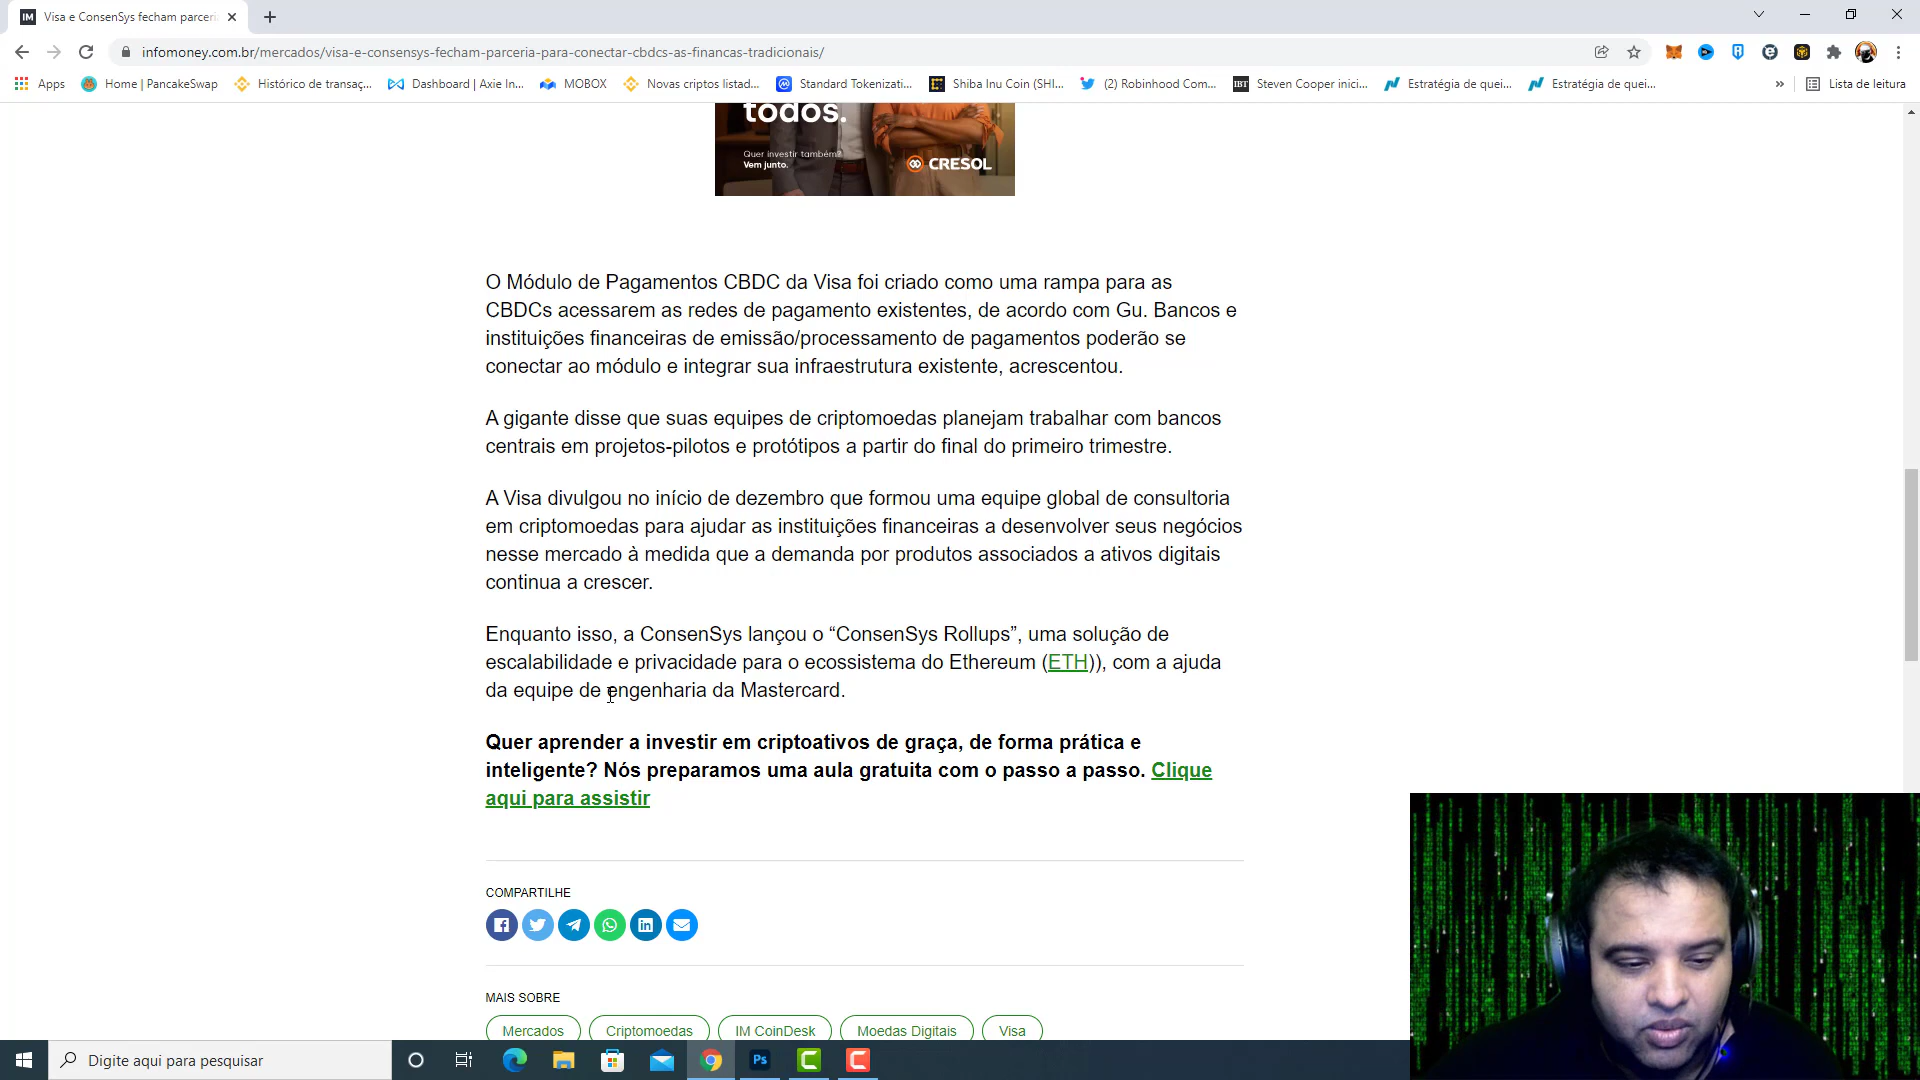 IM Visa e ConsenSys fecham parceri
infomoney.com.br/mercados/visa-e-consensys-fecham-parceria-para-conectar-cbdcs-as-financas-tradicionais/
Apps Home | PancakeSwap Histórico de transaç... Dashboard | Axie In... MOBOX Novas criptos listad... Standard Tokenizati... Shiba Inu Coin (SHI... (2) Robinhood Com... IBT Steven Cooper inici... Estratégia de quei... Estratégia de quei... » Lista de leitura
todos.
Quer investir também?
Vem junto.
CRESOL
O Módulo de Pagamentos CBDC da Visa foi criado como uma rampa para as
CBDCs acessarem as redes de pagamento existentes, de acordo com Gu. Bancos e
instituições financeiras de emissão/processamento de pagamentos poderão se
conectar ao módulo e integrar sua infraestrutura existente, acrescentou.
A gigante disse que suas equipes de criptomoedas planejam trabalhar com bancos
centrais em projetos-pilotos e protótipos a partir do final do primeiro trimestre.
A Visa divulgou no início de dezembro que formou uma equipe global de consultoria
em criptomoedas para ajudar as instituições financeiras a desenvolver seus negócios
nesse mercado à medida que a demanda por produtos associados a ativos digitais
continua a crescer.
Enquanto isso, a ConsenSys lançou o “ConsenSys Rollups”, uma solução de
escalabilidade e privacidade para o ecossistema do Ethereum (ETH)), com a ajuda
da equipe de engenharia da Mastercard.
Quer aprender a investir em criptoativos de graça, de forma prática e
inteligente? Nós preparamos uma aula gratuita com o passo a passo. Clique
aqui para assistir
COMPARTILHE
MAIS SOBRE
Mercados Criptomoedas IM CoinDesk Moedas Digitais Visa
Digite aqui para pesquisar
Ps